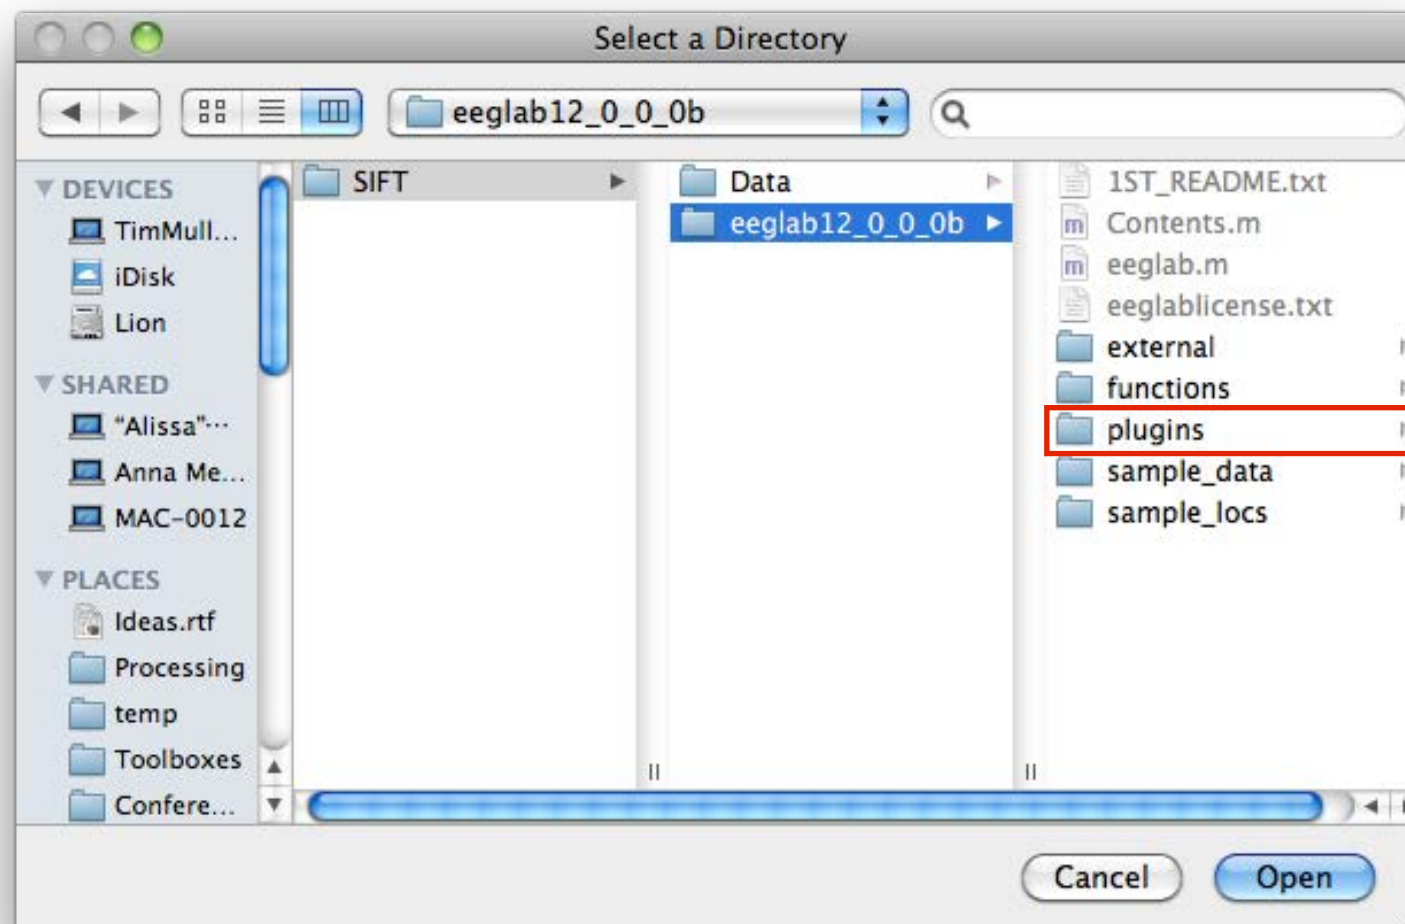 Select a Directory
eeglab12_0_0_0b
DEVICES
TimMull...
iDisk
Lion
SHARED
“Alissa”...
Anna Me...
MAC-0012
PLACES
Ideas.rtf
Processing
temp
Toolboxes
Confere...
SIFT
Data
eeglab12_0_0_0b
1ST_README.txt
Contents.m
eeglab.m
eeglablicense.txt
external
functions
plugins
sample_data
sample_locs
Cancel
Open